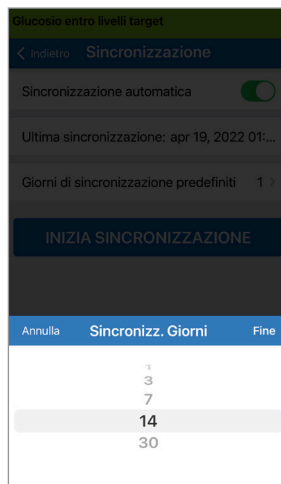 Glucosio entro livelli target
Indietro Sincronizzazione
Sincronizzazione automatica
Ultima sincronizzazione: apr 19, 2022 01:...
Giorni di sincronizzazione predefiniti 1
INIZIA SINCRONIZZAZIONE
Annulla Sincronizz. Giorni Fine
1
3
7
14
30